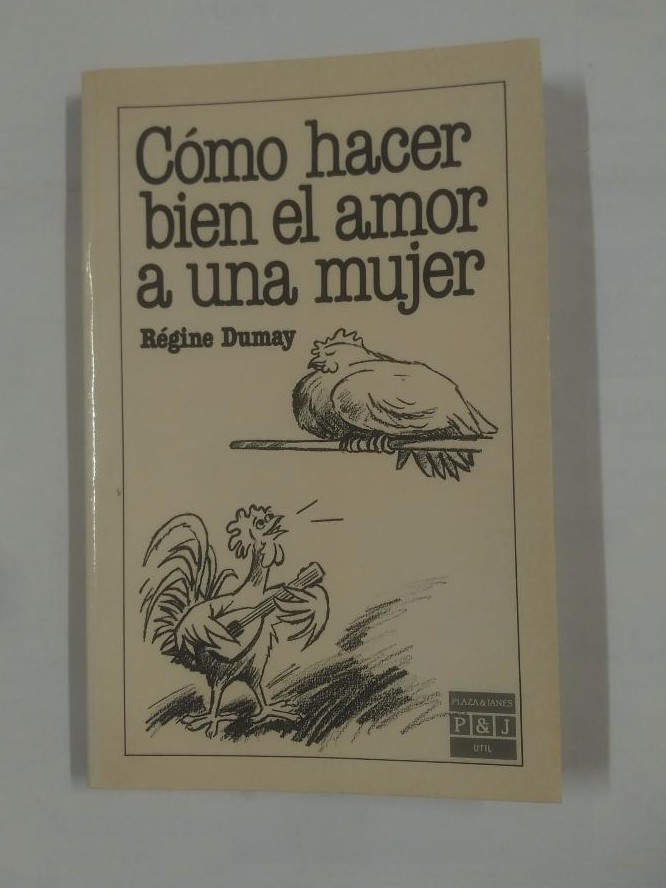 Cómo hacer
bien el amor
a una mujer
Régine Dumay
PLAZA & JANES
P & J
UTIL